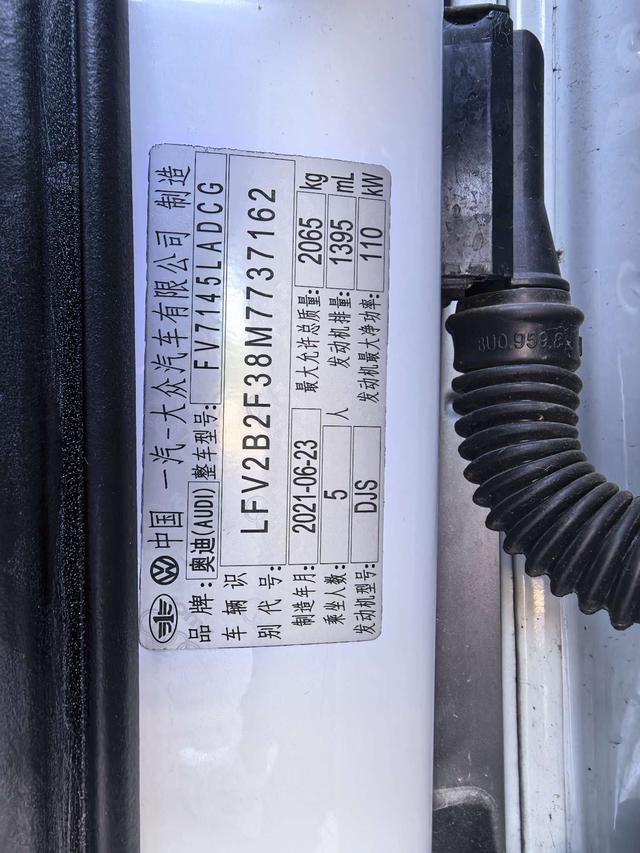 中国 一汽-大众汽车有限公司 制造
品牌: 奥迪(AUDI) 整车型号: FV7145LADCG
车辆识别代号: LFV2B2F38M7737162
制造年月: 2021-06-23 最大允许总质量: 2065 kg
乘坐人数: 5 人 发动机排量: 1395 mL
发动机型号: DJS 发动机最大净功率: 110 kW
8U0.959.8